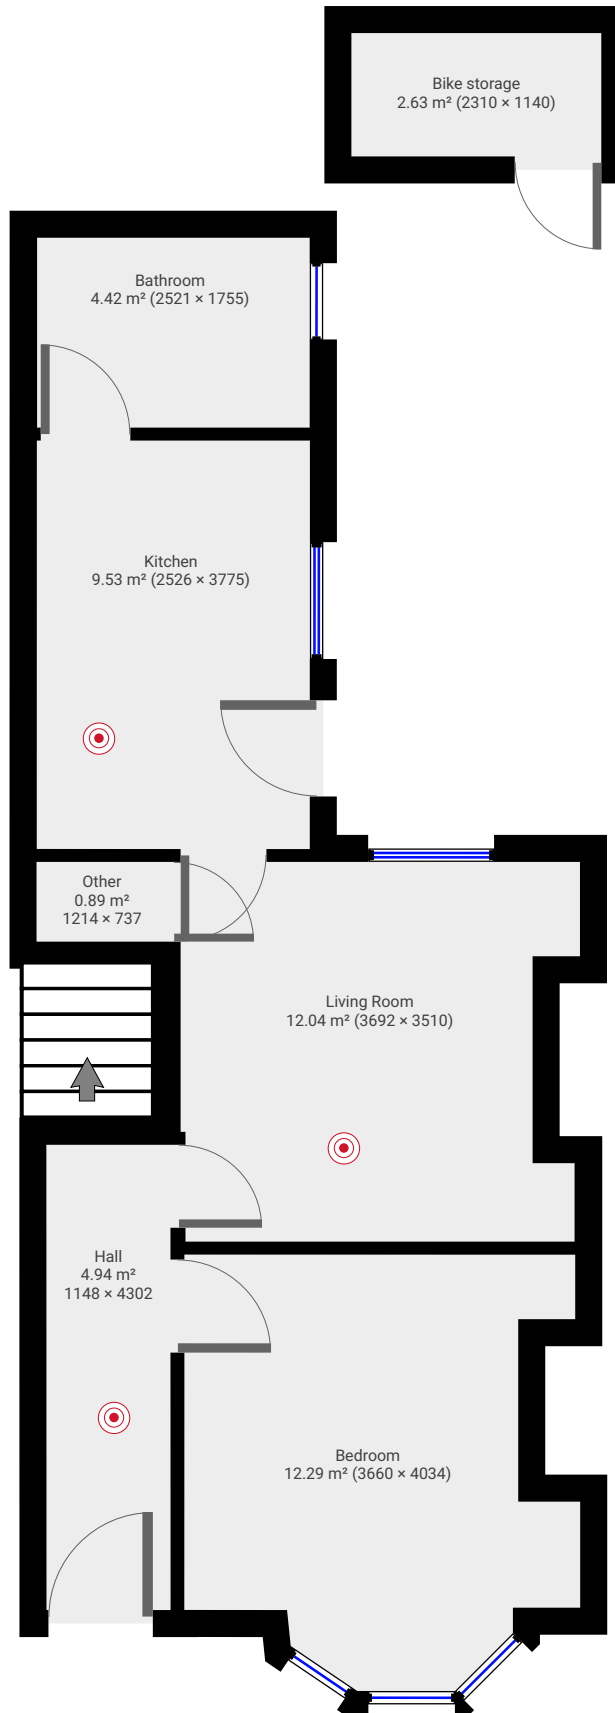 Bike storage
2.63 m² (2310 × 1140)
Bathroom
4.42 m² (2521 × 1755)
Kitchen
9.53 m² (2526 × 3775)
Other
0.89 m²
1214 × 737
Living Room
12.04 m² (3692 × 3510)
Hall
4.94 m²
1148 × 4302
Bedroom
12.29 m² (3660 × 4034)